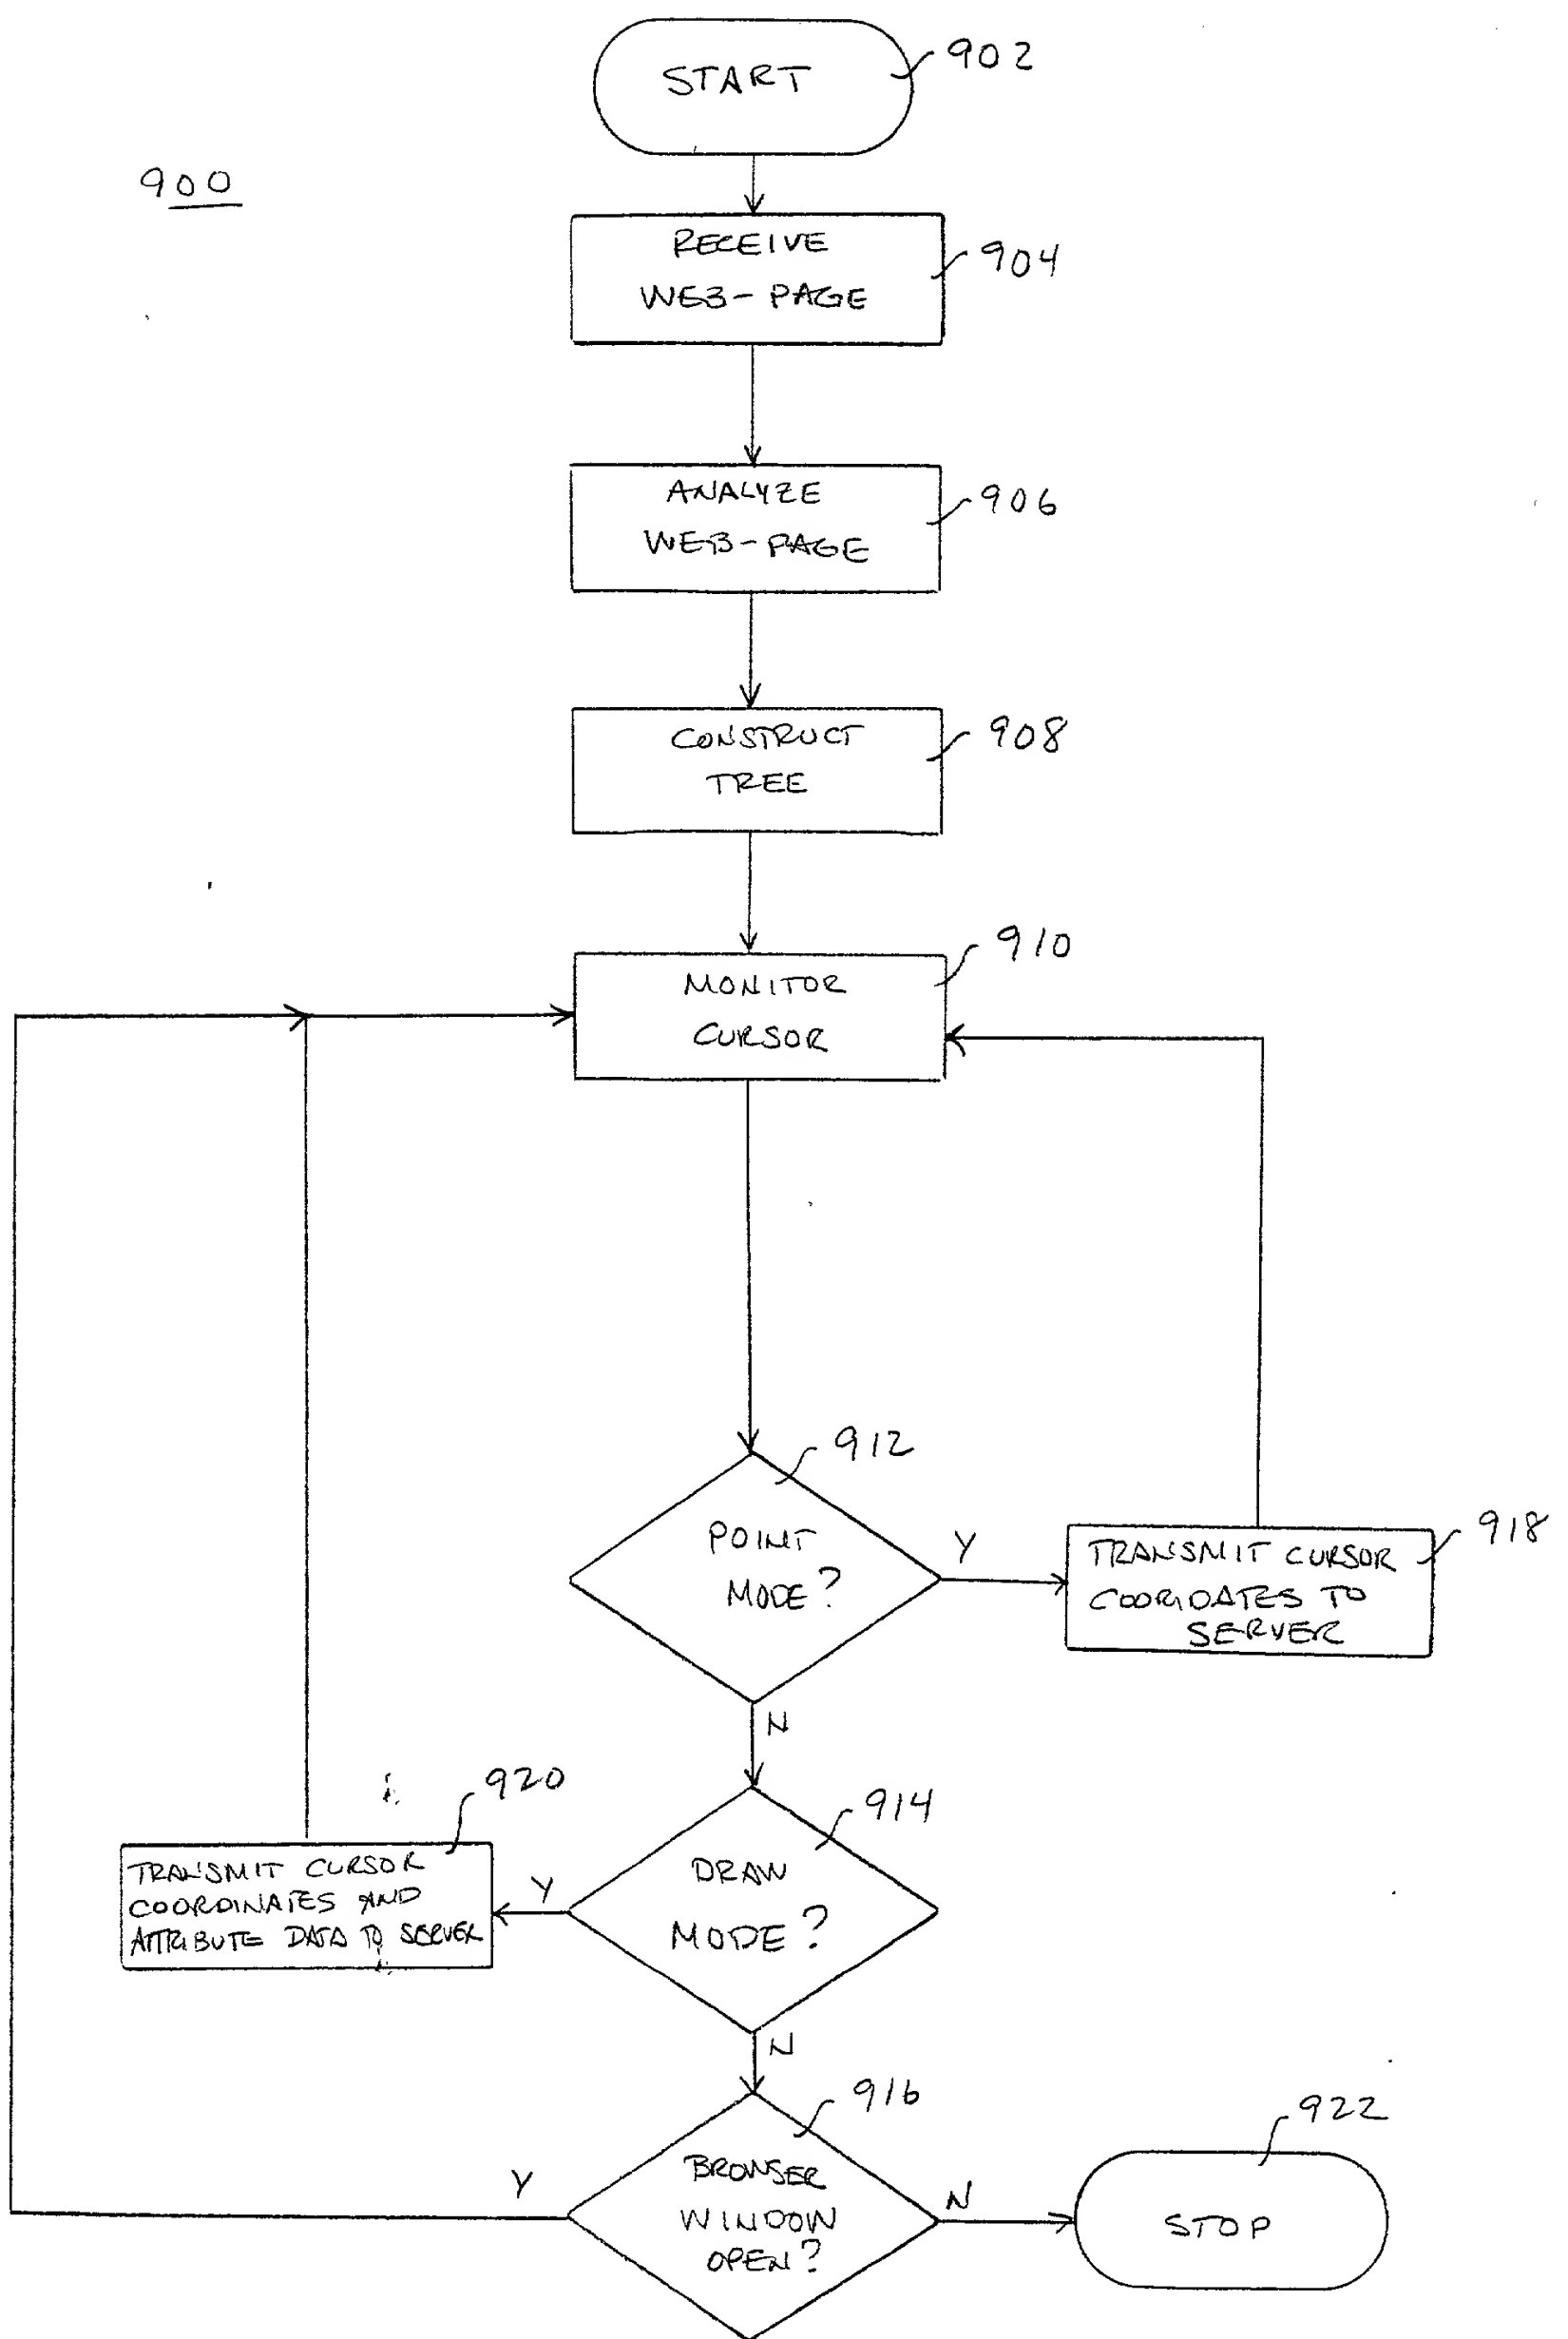 START
902
900
RECEIVE
WEB-PAGE
904
ANALYZE
WEB-PAGE
906
CONSTRUCT
TREE
908
MONITOR
CURSOR
910
912
POINT
MODE?
Y
N
TRANSMIT CURSOR
COORIDATES TO
SERVER
918
914
DRAW
MODE?
Y
N
920
TRANSMIT CURSOR
COORDINATES AND
ATTRIBUTE DATA TO SERVER
916
BROWSER
WINDOW
OPEN?
Y
N
922
STOP